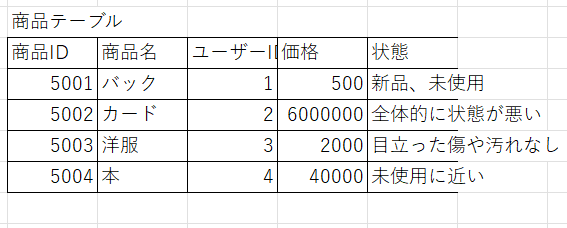 商品テーブル
商品ID 商品名 ユーザーID 価格 状態
5001 バック 1 500 新品、未使用
5002 カード 2 6000000 全体的に状態が悪い
5003 洋服 3 2000 目立った傷や汚れなし
5004 本 4 40000 未使用に近い